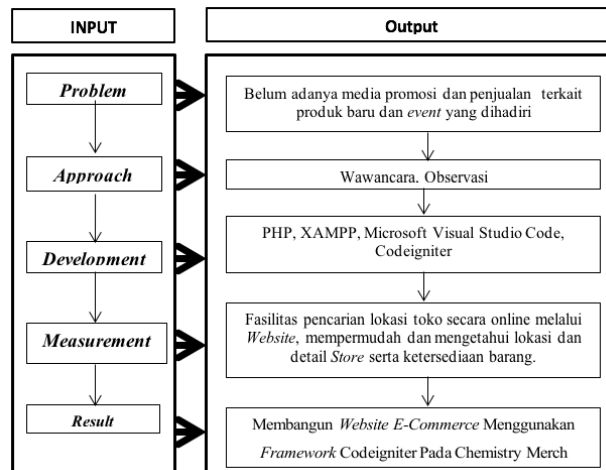 INPUT
Output
Problem
Belum adanya media promosi dan penjualan terkait
produk baru dan event yang dihadiri
Approach
Wawancara. Observasi
Development
PHP, XAMPP, Microsoft Visual Studio Code,
Codeigniter
Measurement
Fasilitas pencarian lokasi toko secara online melalui
Website, mempermudah dan mengetahui lokasi dan
detail Store serta ketersediaan barang.
Result
Membangun Website E-Commerce Menggunakan
Framework Codeigniter Pada Chemistry Merch